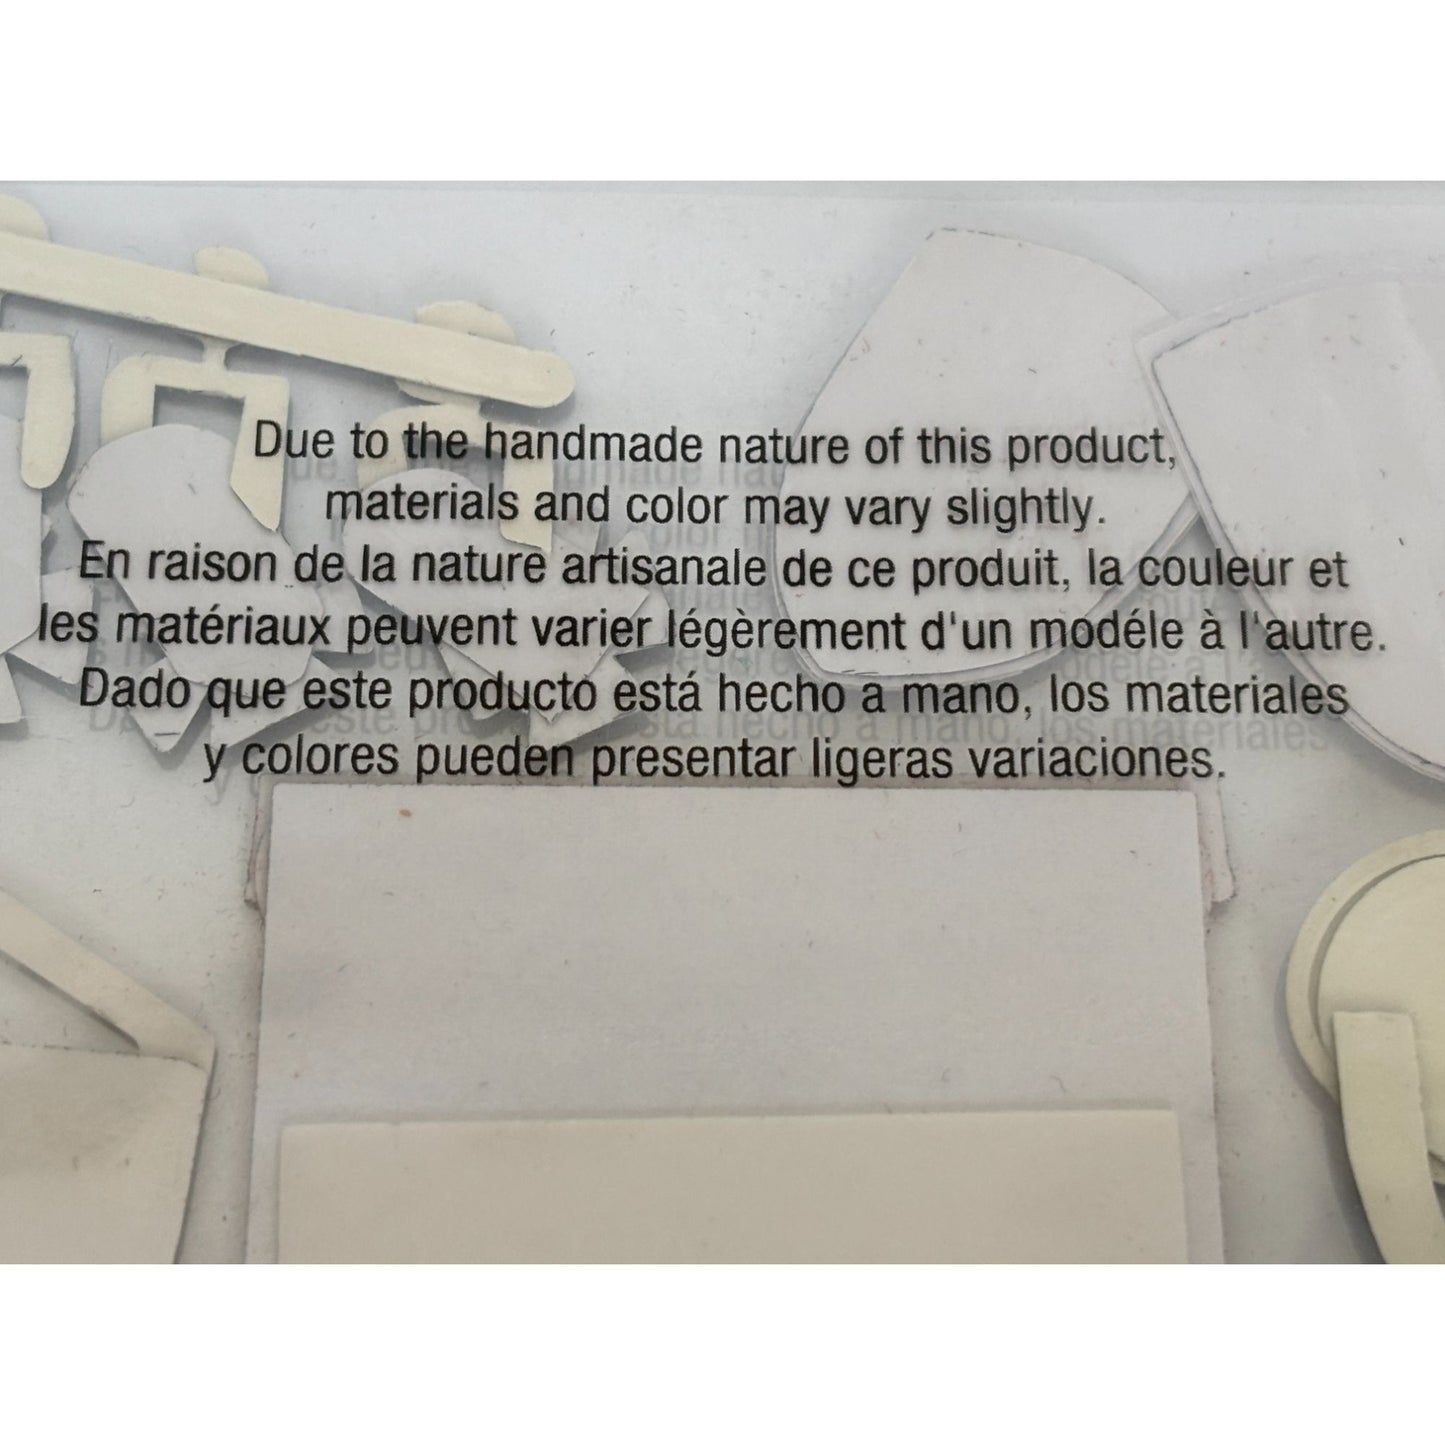 Due to the handmade nature of this product,
materials and color may vary slightly.
En raison de la nature artisanale de ce produit, la couleur et
les matériaux peuvent varier légèrement d'un modéle à l'autre.
Dado que este producto está hecho a mano, los materiales
y colores pueden presentar ligeras variaciones.